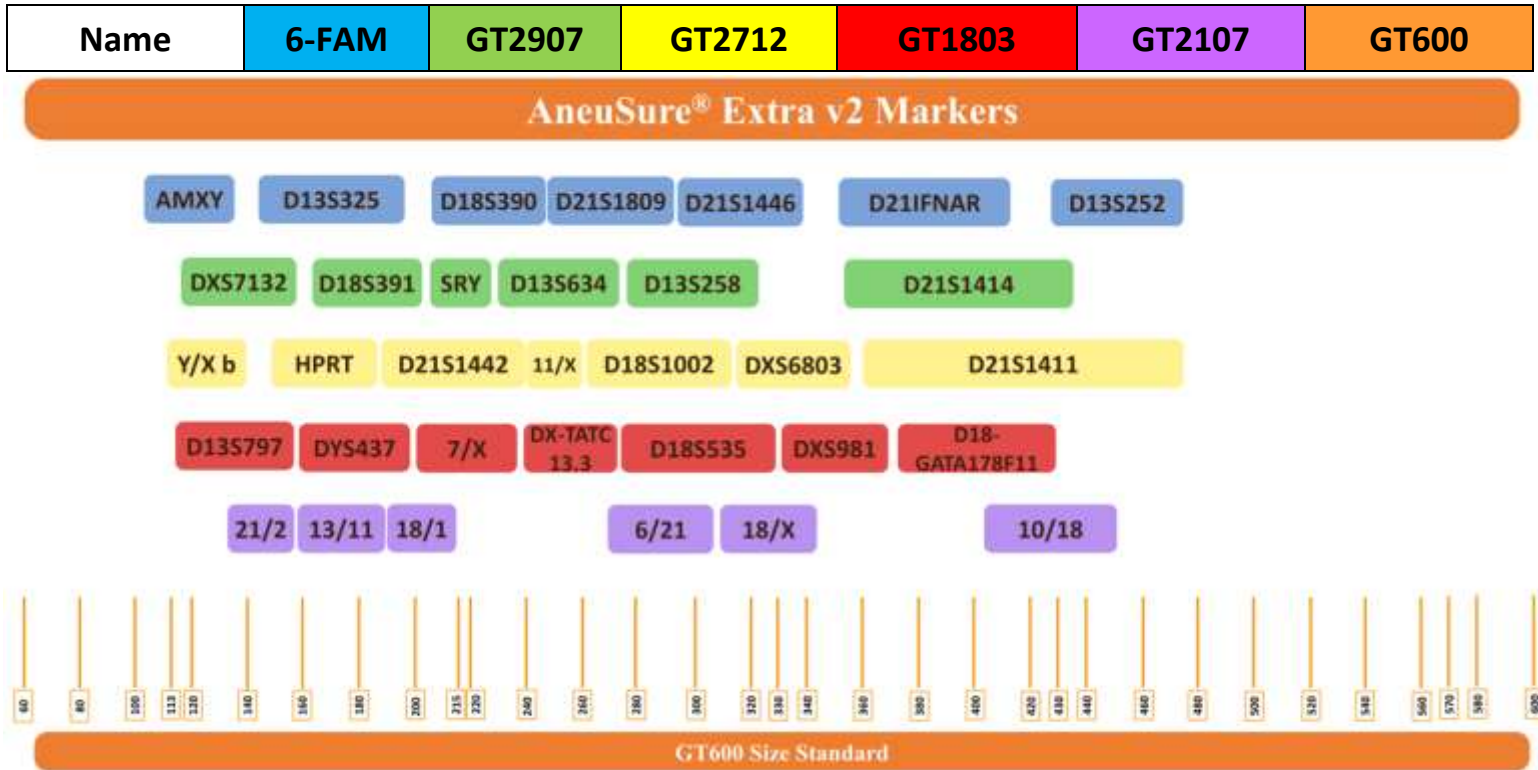 Name 6-FAM GT2907 GT2712 GT1803 GT2107 GT600
AneuSure® Extra v2 Markers
AMXY D13S325 D18S390 D21S1809 D21S1446 D21IFNAR D13S252
DXS7132 D18S391 SRY D13S634 D13S258 D21S1414
Y/X b HPRT D21S1442 11/X D18S1002 DXS6803 D21S1411
D13S797 DYS437 7/X DX-TATC 13.3 D18S535 DXS981 D18-GATA178F11
21/2 13/11 18/1 6/21 18/X 10/18
60 80 100 113 120 140 160 180 200 215 220 240 260 280 300 320 330 340 360 380 400 420 430 440 460 480 500 520 540 560 570 580 600
GT600 Size Standard